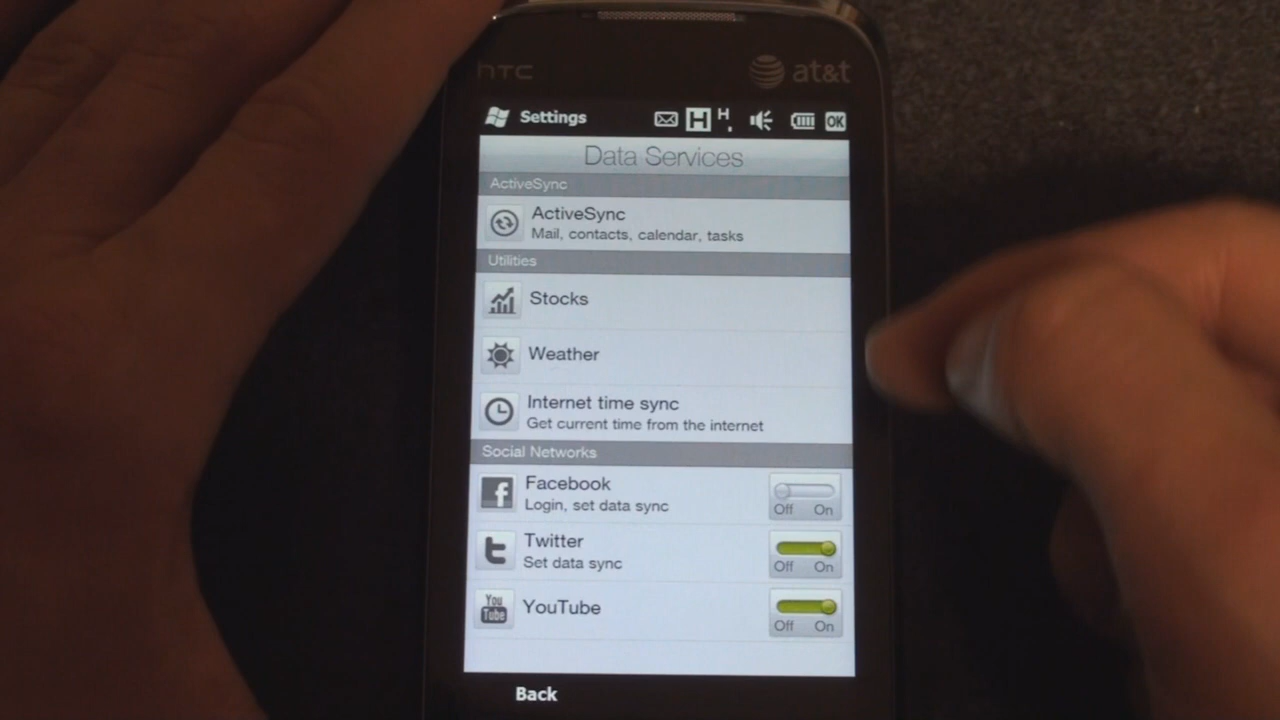 hTC at&t
Settings H H OK
Data Services
ActiveSync
ActiveSync
Mail, contacts, calendar, tasks
Utilities
Stocks
Weather
Internet time sync
Get current time from the internet
Social Networks
f Facebook
Login, set data sync
Off On
t Twitter
Set data sync
Off On
You Tube YouTube
Off On
Back